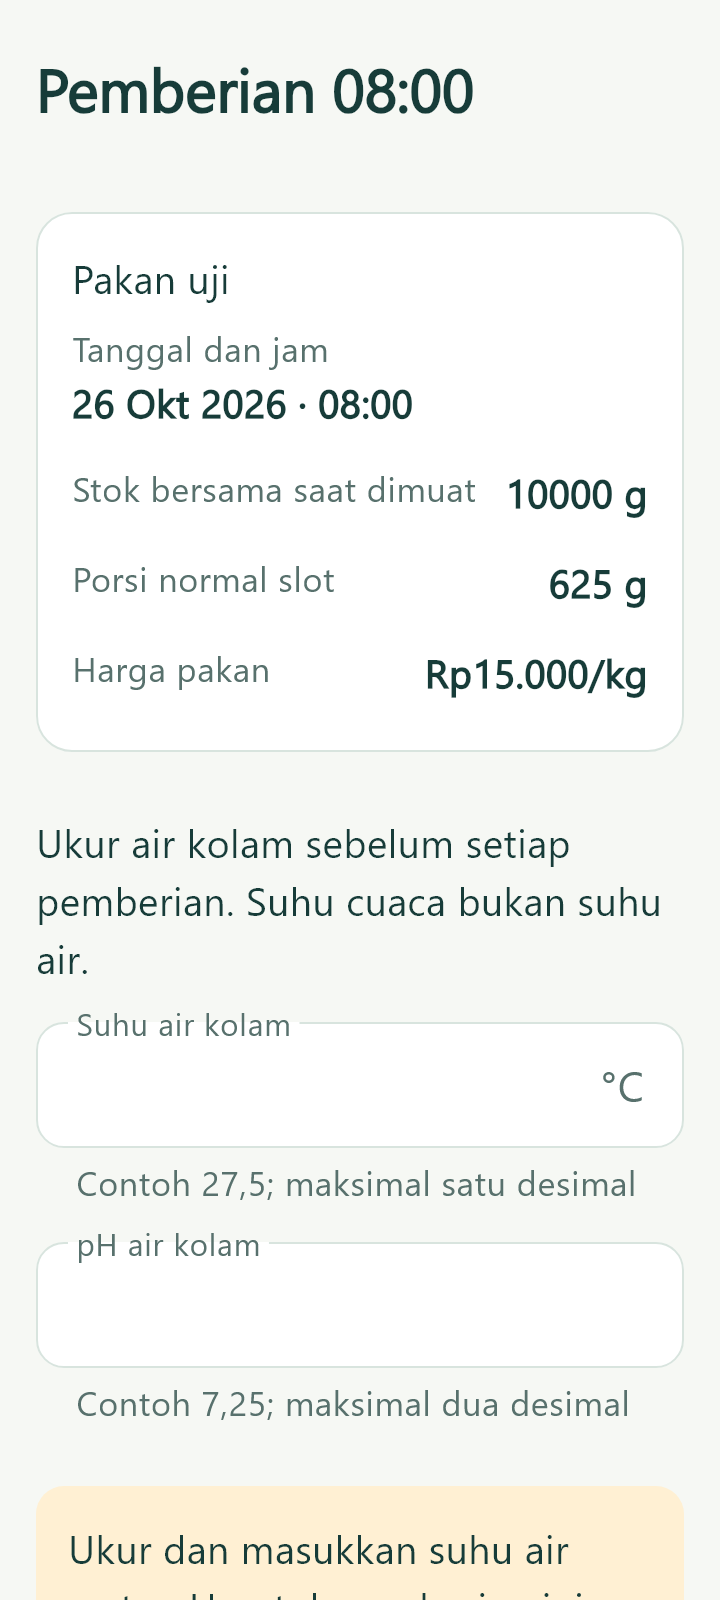 Pemberian 08:00
Pakan uji
Tanggal dan jam
26 Okt 2026 · 08:00
Stok bersama saat dimuat 10000 g
Porsi normal slot 625 g
Harga pakan Rp15.000/kg
Ukur air kolam sebelum setiap
pemberian. Suhu cuaca bukan suhu
air.
Suhu air kolam
°C
Contoh 27,5; maksimal satu desimal
pH air kolam
Contoh 7,25; maksimal dua desimal
Ukur dan masukkan suhu air